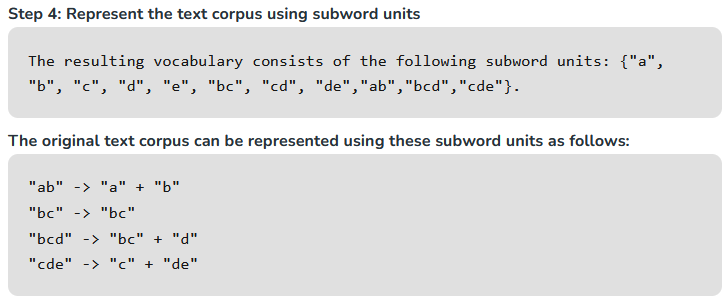 Step 4: Represent the text corpus using subword units
The resulting vocabulary consists of the following subword units: {"a",
"b", "c", "d", "e", "bc", "cd", "de","ab","bcd","cde"}.
The original text corpus can be represented using these subword units as follows:
"ab" -> "a" + "b"
"bc" -> "bc"
"bcd" -> "bc" + "d"
"cde" -> "c" + "de"